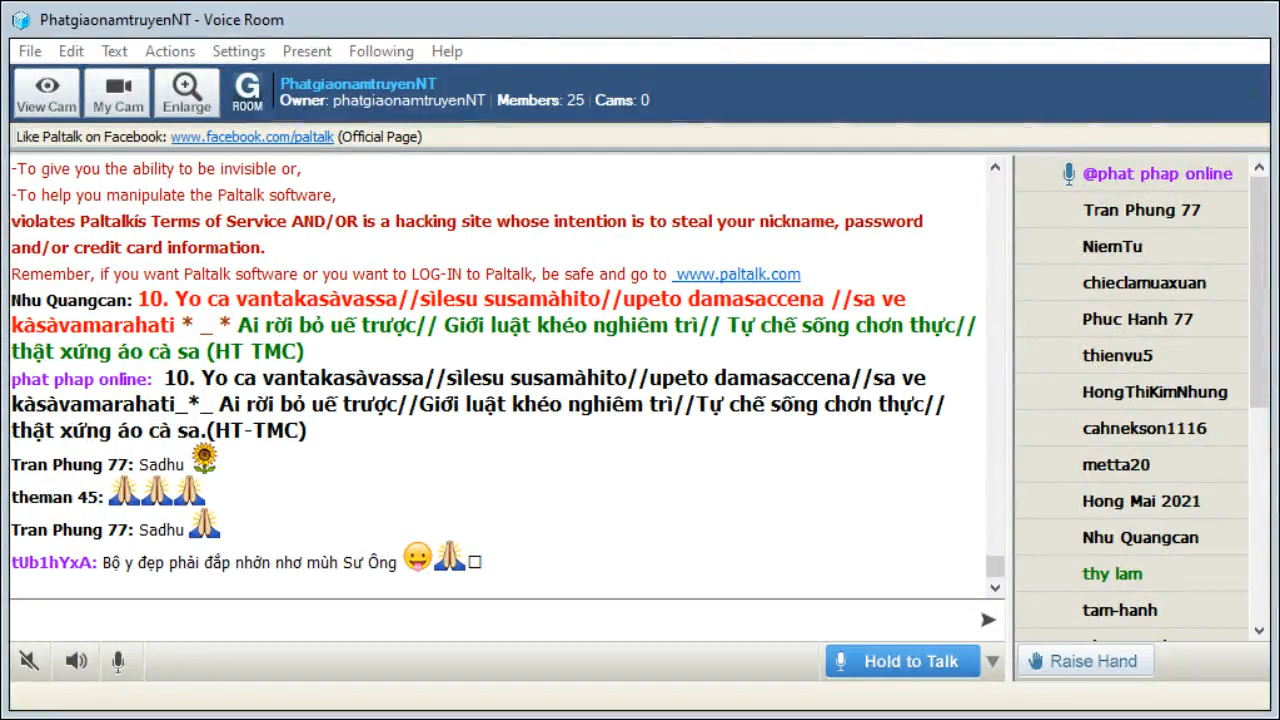 PhatgiaonamtruyenNT - Voice Room
File Edit Text Actions Settings Present Following Help
View Cam My Cam Enlarge G ROOM
PhatgiaonamtruyenNT
Owner: phatgiaonamtruyenNT | Members: 25 | Cams: 0
Like Paltalk on Facebook: www.facebook.com/paltalk (Official Page)
-To give you the ability to be invisible or,
-To help you manipulate the Paltalk software,
violates Paltalkís Terms of Service AND/OR is a hacking site whose intention is to steal your nickname, password
and/or credit card information.
Remember, if you want Paltalk software or you want to LOG-IN to Paltalk, be safe and go to www.paltalk.com
Nhu Quangcan: 10. Yo ca vantakasàvassa//sìlesu susamàhito//upeto damasaccena //sa ve
kàsàvamarahati * _ * Ai rời bỏ uế trược// Giới luật khéo nghiêm trì// Tự chế sống chơn thực//
thật xứng áo cà sa (HT TMC)
phat phap online: 10. Yo ca vantakasàvassa//sìlesu susamàhito//upeto damasaccena//sa ve
kàsàvamarahati_*_ Ai rời bỏ uế trược//Giới luật khéo nghiêm trì//Tự chế sống chơn thực//
thật xứng áo cà sa.(HT-TMC)
Tran Phung 77: Sadhu 🌻
theman 45: 🙏🙏🙏
Tran Phung 77: Sadhu 🙏
tUb1hYxA: Bộ y đẹp phải đắp nhớn nhơ mùh Sư Ông 😛🙏□
Hold to Talk
@phat phap online
Tran Phung 77
NiemTu
chieclamuaxuan
Phuc Hanh 77
thienvu5
HongThiKimNhung
cahnekson1116
metta20
Hong Mai 2021
Nhu Quangcan
thy lam
tam-hanh
Raise Hand